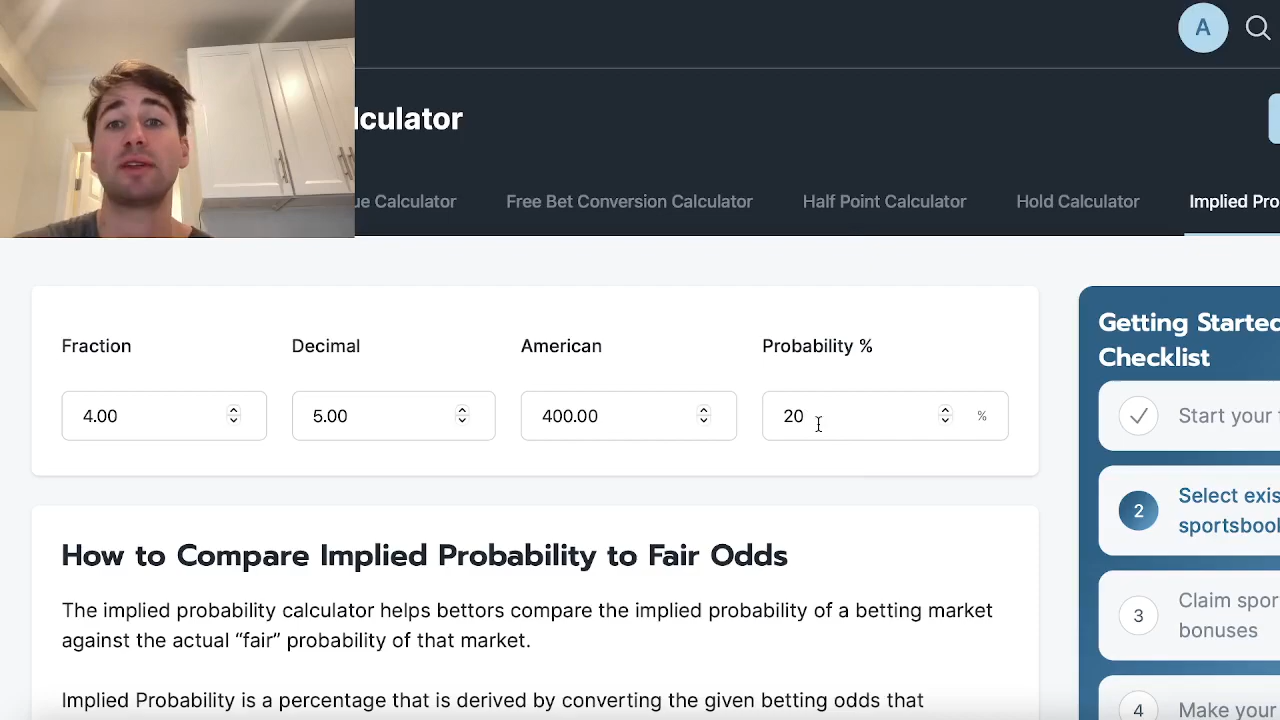 A
lculator
ue Calculator
Free Bet Conversion Calculator
Half Point Calculator
Hold Calculator
Implied Pro
Fraction
Decimal
American
Probability %
4.00
5.00
400.00
20
%
How to Compare Implied Probability to Fair Odds
The implied probability calculator helps bettors compare the implied probability of a betting market
against the actual “fair” probability of that market.
Implied Probability is a percentage that is derived by converting the given betting odds that
Getting Started
Checklist
Start your
2
Select exis
sportsbook
3
Claim spor
bonuses
4
Make your